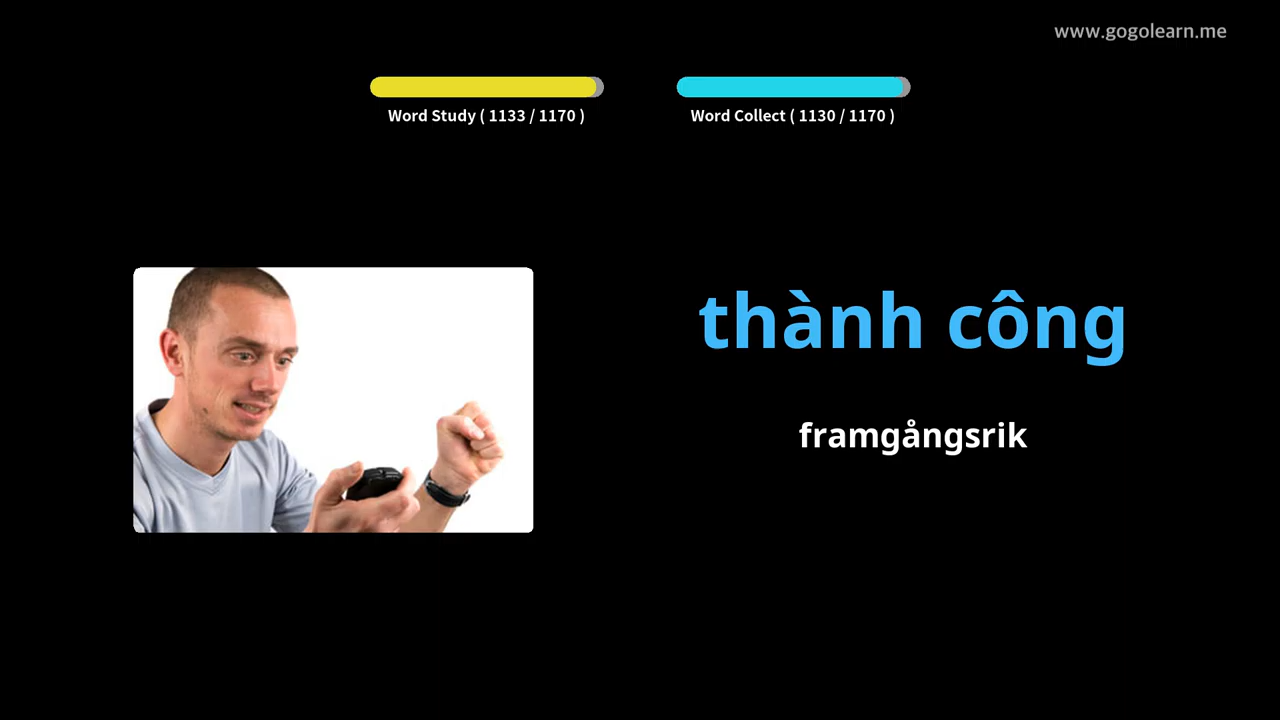 www.gogolearn.me
Word Study ( 1133 / 1170 )
Word Collect ( 1130 / 1170 )
thành công
framgångsrik